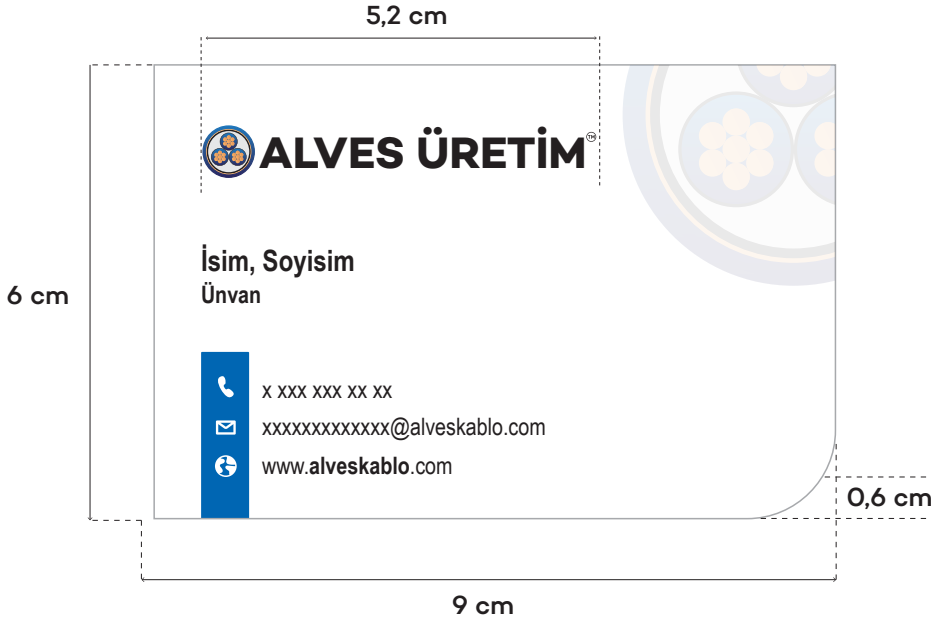 5,2 cm
ALVES ÜRETİM™
İsim, Soyisim
Ünvan
6 cm
x xxx xxx xx xx
xxxxxxxxxxxxx@alveskablo.com
www.alveskablo.com
0,6 cm
9 cm